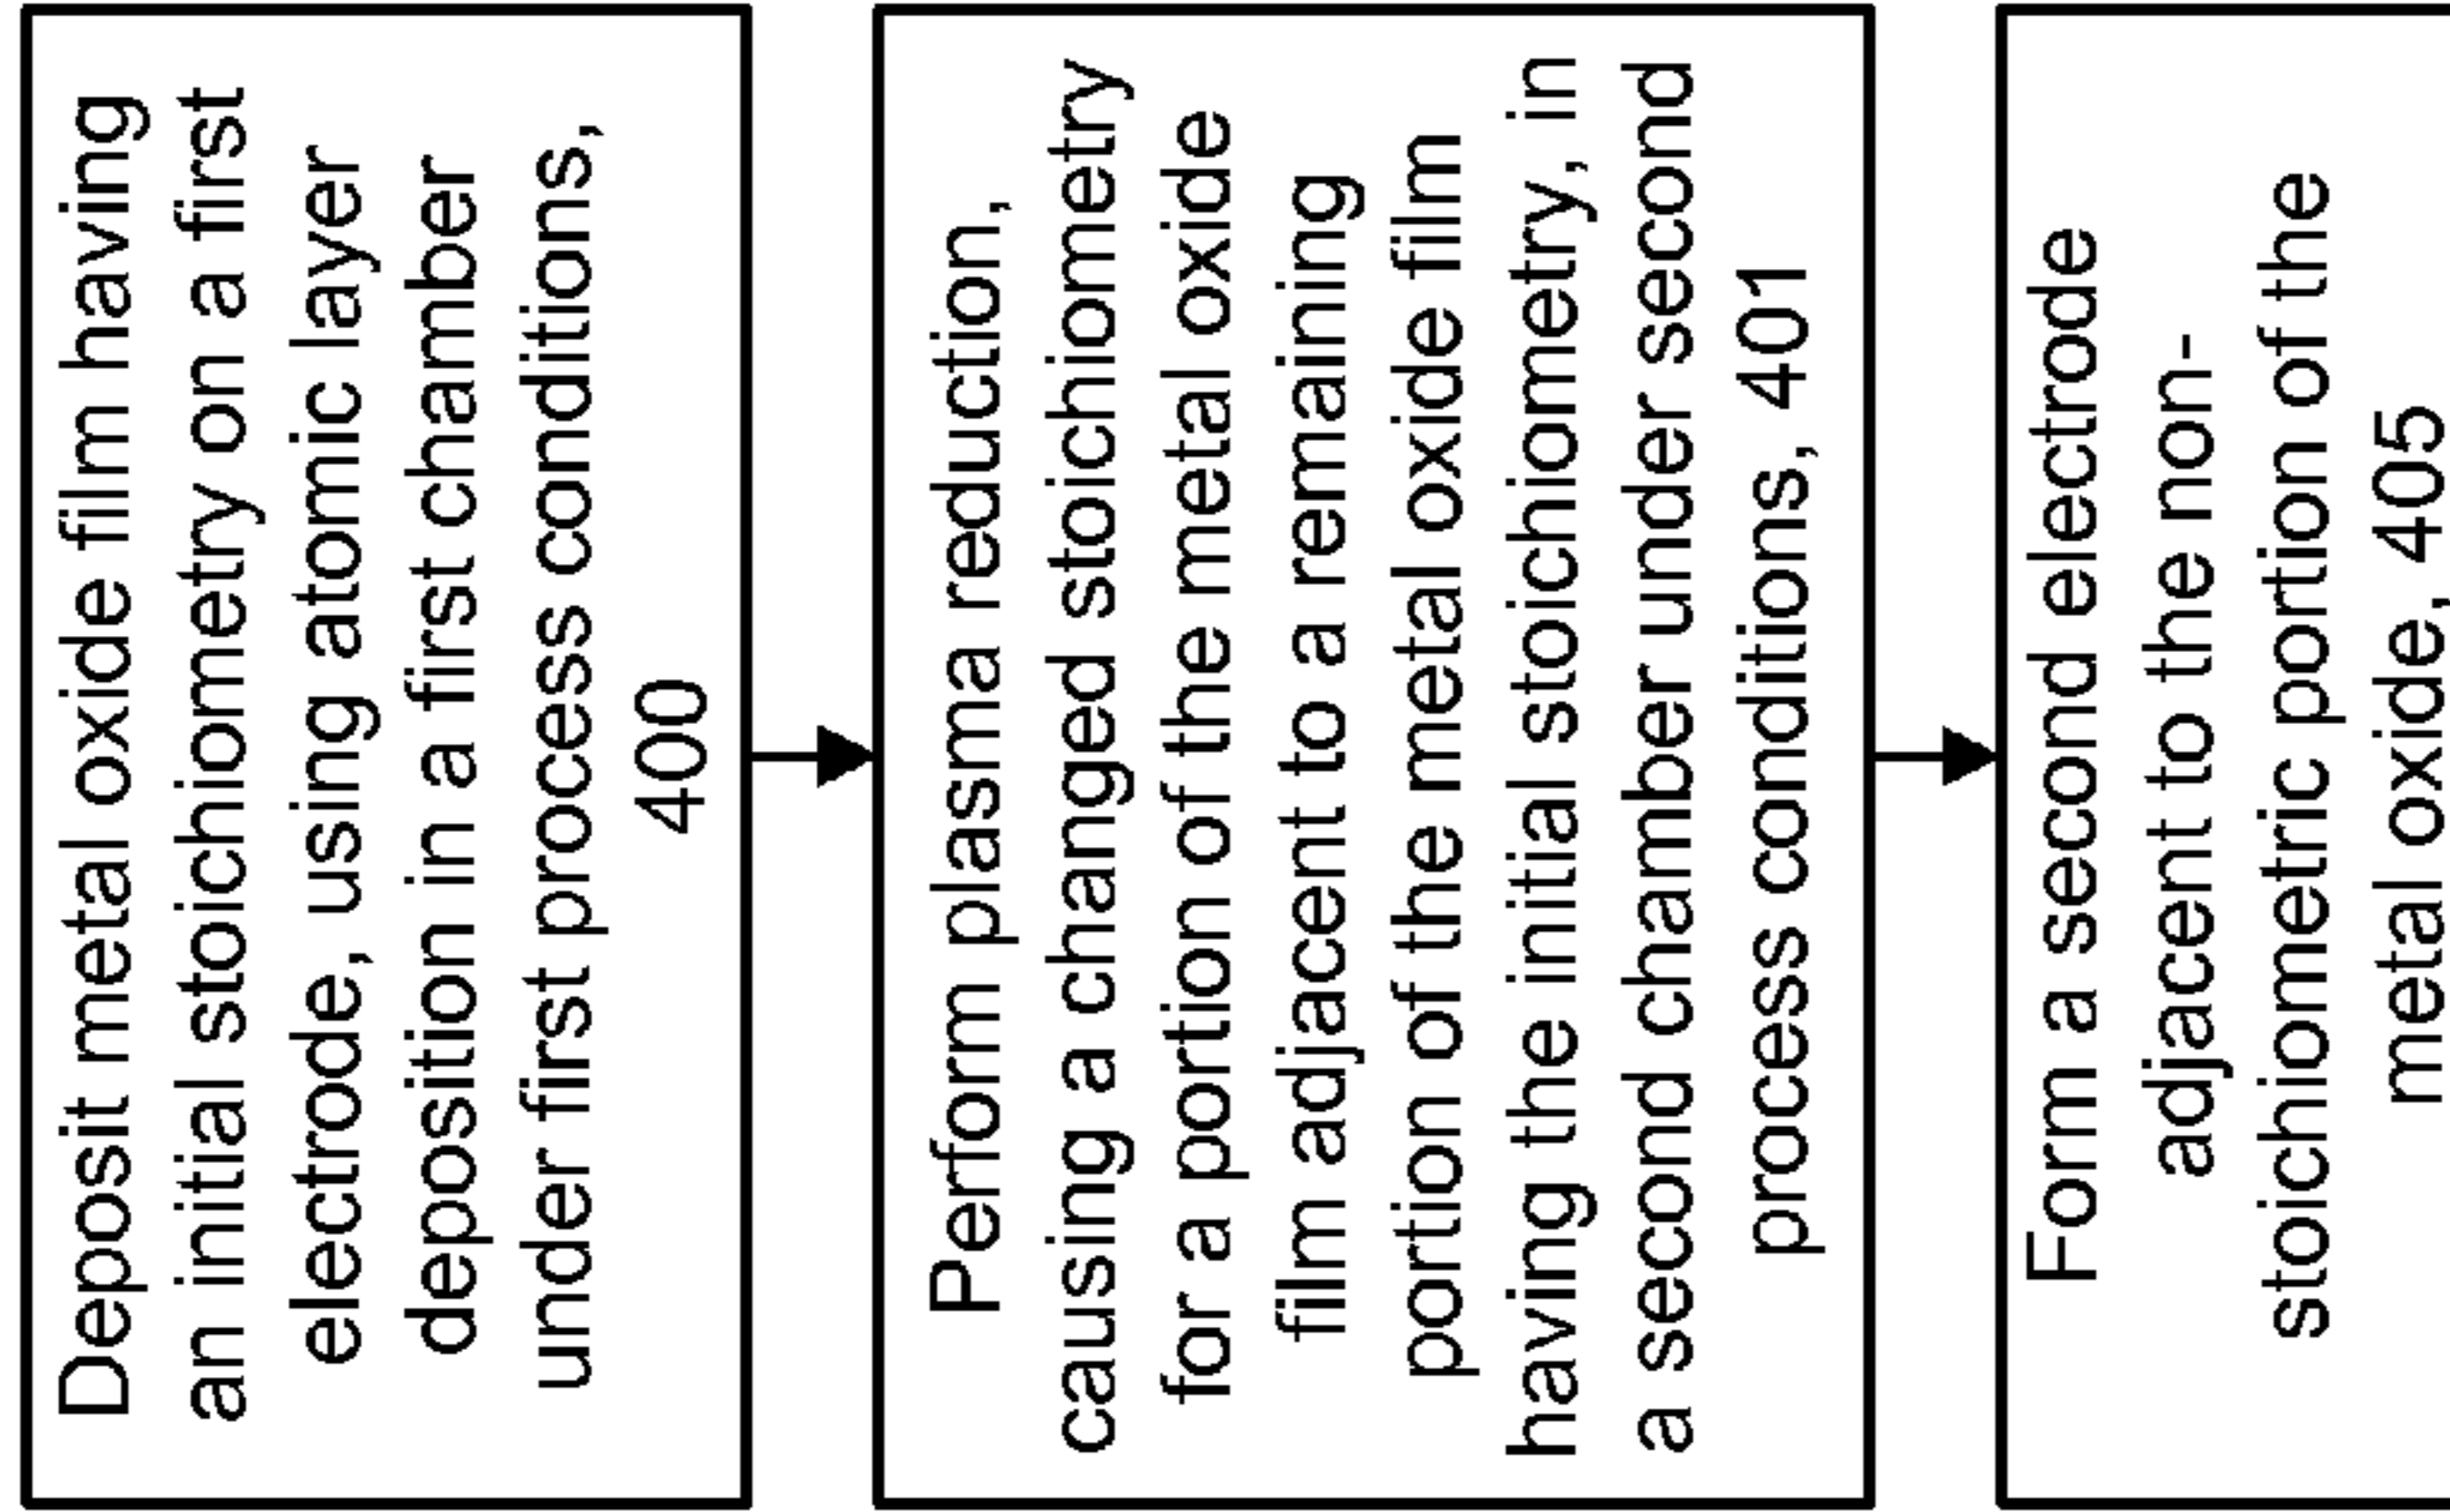 Deposit metal oxide film having
an initial stoichiometry on a first
electrode, using atomic layer
deposition in a first chamber
under first process conditions,
400
Perform plasma reduction,
causing a changed stoichiometry
for a portion of the metal oxide
film adjacent to a remaining
portion of the metal oxide film
having the initial stoichiometry, in
a second chamber under second
process conditions, 401
Form a second electrode
adjacent to the non-
stoichiometric portion of the
metal oxide, 405